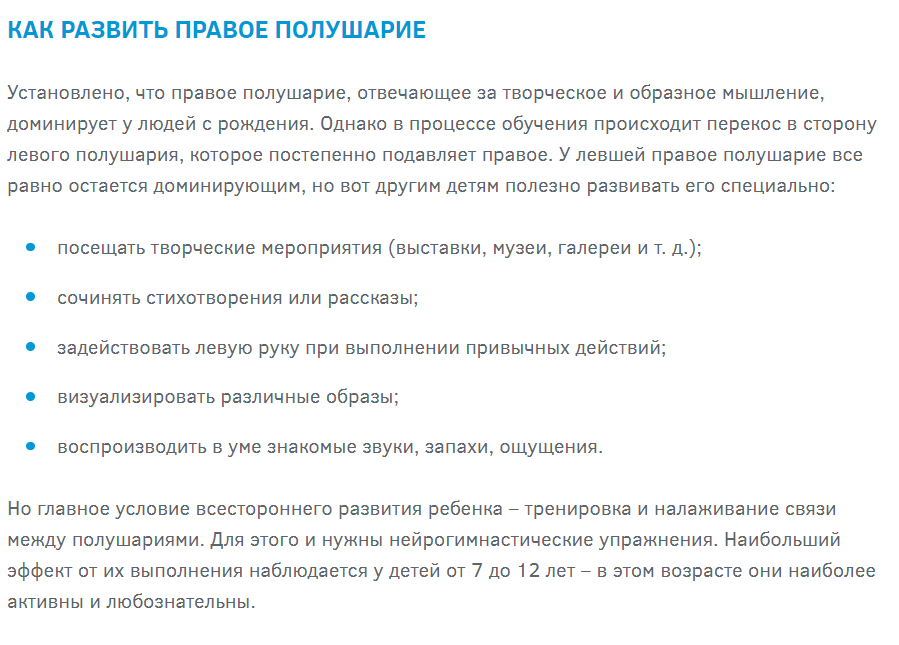 КАК РАЗВИТЬ ПРАВОЕ ПОЛУШАРИЕ
Установлено, что правое полушарие, отвечающее за творческое и образное мышление,
доминирует у людей с рождения. Однако в процессе обучения происходит перекос в сторону
левого полушария, которое постепенно подавляет правое. У левшей правое полушарие все
равно остается доминирующим, но вот другим детям полезно развивать его специально:
посещать творческие мероприятия (выставки, музеи, галереи и т. д.);
сочинять стихотворения или рассказы;
задействовать левую руку при выполнении привычных действий;
визуализировать различные образы;
воспроизводить в уме знакомые звуки, запахи, ощущения.
Но главное условие всестороннего развития ребенка – тренировка и налаживание связи
между полушариями. Для этого и нужны нейрогимнастические упражнения. Наибольший
эффект от их выполнения наблюдается у детей от 7 до 12 лет – в этом возрасте они наиболее
активны и любознательны.